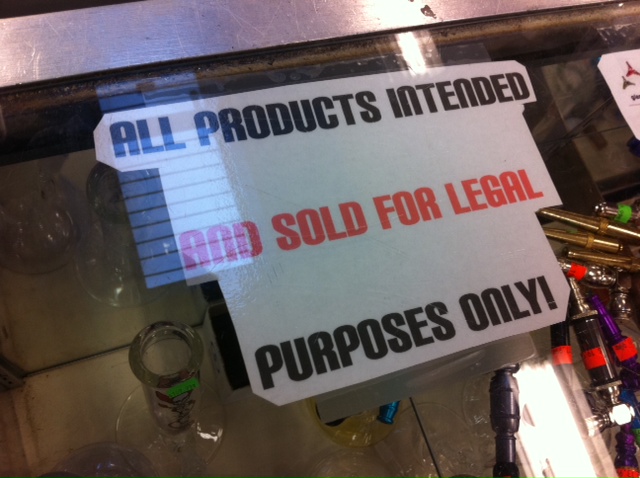 ALL PRODUCTS INTENDED
AND SOLD FOR LEGAL
PURPOSES ONLY!